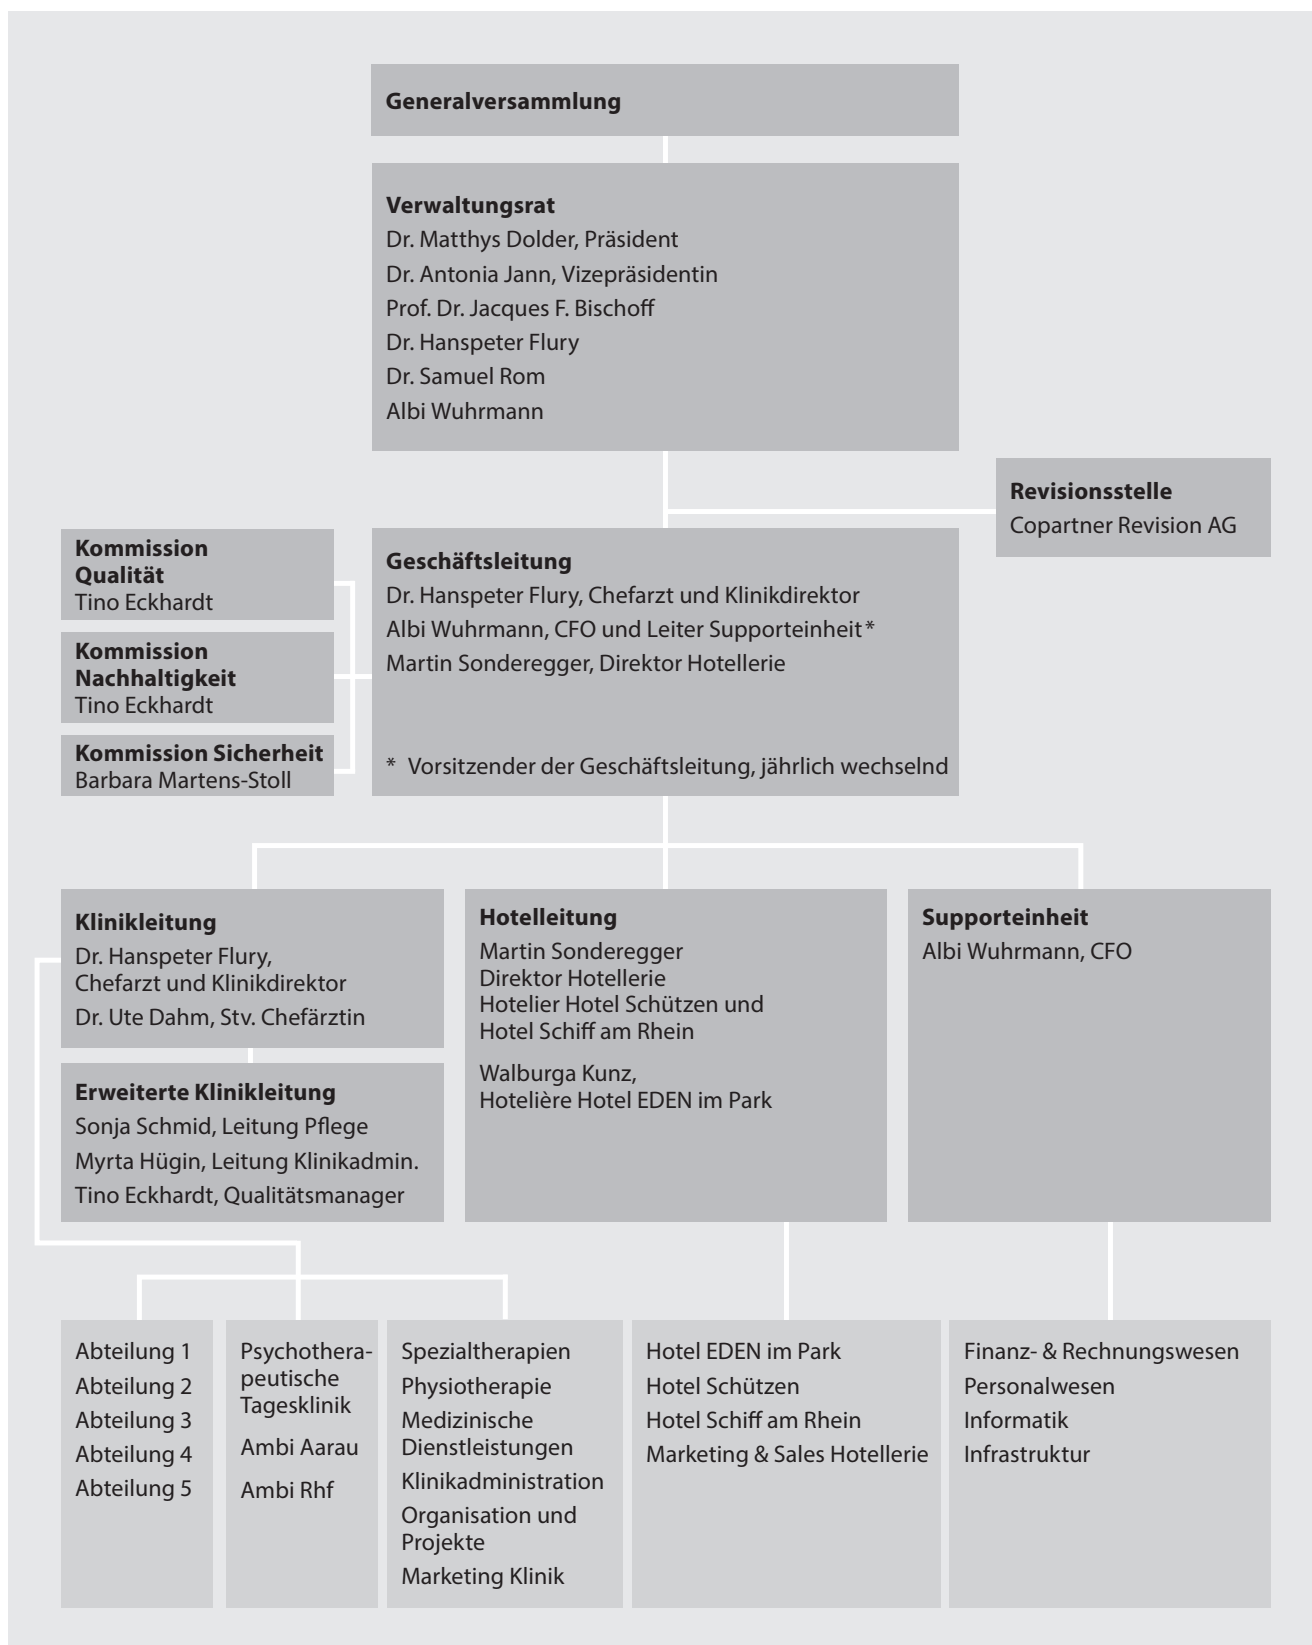 Generalversammlung
Verwaltungsrat
Dr. Matthys Dolder, Präsident
Dr. Antonia Jann, Vizepräsidentin
Prof. Dr. Jacques F. Bischoff
Dr. Hanspeter Flury
Dr. Samuel Rom
Albi Wuhrmann
Revisionsstelle
Copartner Revision AG
Kommission
Qualität
Tino Eckhardt
Kommission
Nachhaltigkeit
Tino Eckhardt
Kommission Sicherheit
Barbara Martens-Stoll
Geschäftsleitung
Dr. Hanspeter Flury, Chefarzt und Klinikdirektor
Albi Wuhrmann, CFO und Leiter Supporteinheit*
Martin Sonderegger, Direktor Hotellerie
* Vorsitzender der Geschäftsleitung, jährlich wechselnd
Klinikleitung
Dr. Hanspeter Flury,
Chefarzt und Klinikdirektor
Dr. Ute Dahm, Stv. Chefärztin
Erweiterte Klinikleitung
Sonja Schmid, Leitung Pflege
Myrta Hügin, Leitung Klinikadmin.
Tino Eckhardt, Qualitätsmanager
Hotelleitung
Martin Sonderegger
Direktor Hotellerie
Hotelier Hotel Schützen und
Hotel Schiff am Rhein
Walburga Kunz,
Hotelière Hotel EDEN im Park
Supporteinheit
Albi Wuhrmann, CFO
Abteilung 1
Abteilung 2
Abteilung 3
Abteilung 4
Abteilung 5
Psychothera-
peutische
Tagesklinik
Ambi Aarau
Ambi Rhf
Spezialtherapien
Physiotherapie
Medizinische
Dienstleistungen
Klinikadministration
Organisation und
Projekte
Marketing Klinik
Hotel EDEN im Park
Hotel Schützen
Hotel Schiff am Rhein
Marketing & Sales Hotellerie
Finanz- & Rechnungswesen
Personalwesen
Informatik
Infrastruktur